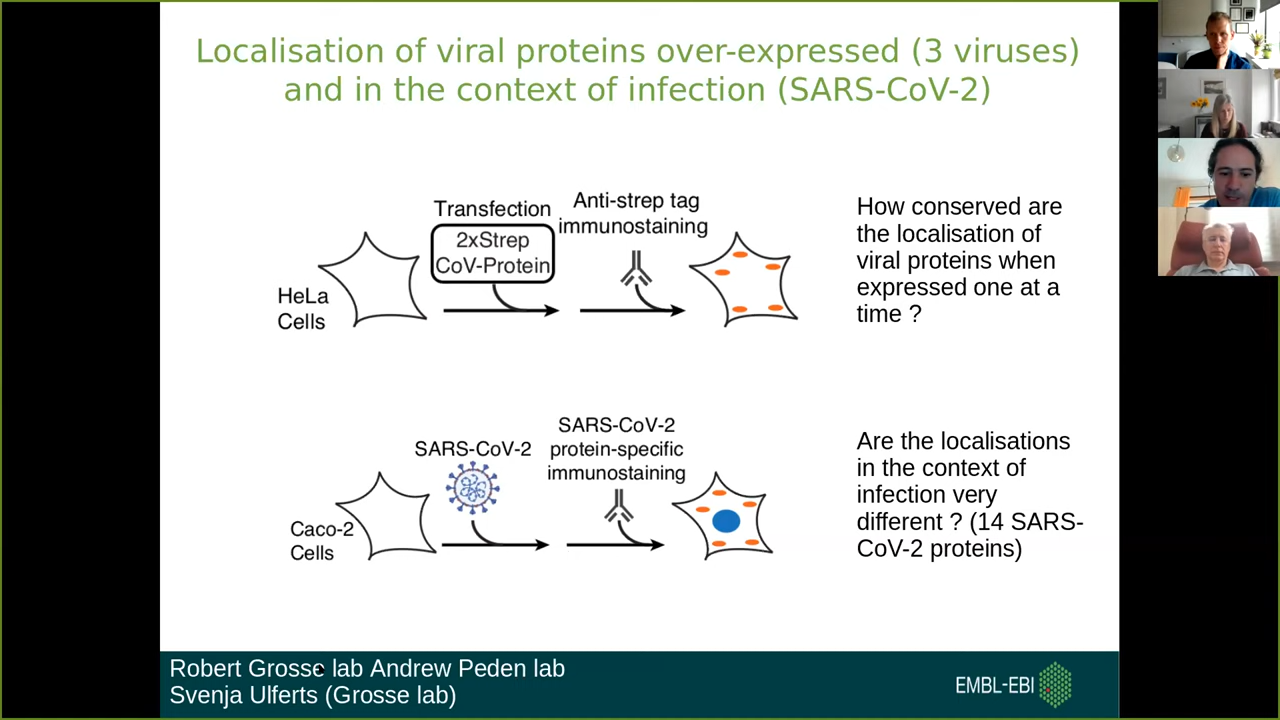 Localisation of viral proteins over-expressed (3 viruses)
and in the context of infection (SARS-CoV-2)
Transfection
2xStrep
CoV-Protein
Anti-strep tag
immunostaining
HeLa
Cells
How conserved are
the localisation of
viral proteins when
expressed one at a
time ?
SARS-CoV-2
SARS-CoV-2
protein-specific
immunostaining
Caco-2
Cells
Are the localisations
in the context of
infection very
different ? (14 SARS-
CoV-2 proteins)
Robert Grosse lab Andrew Peden lab
Svenja Ulferts (Grosse lab)
EMBL-EBI